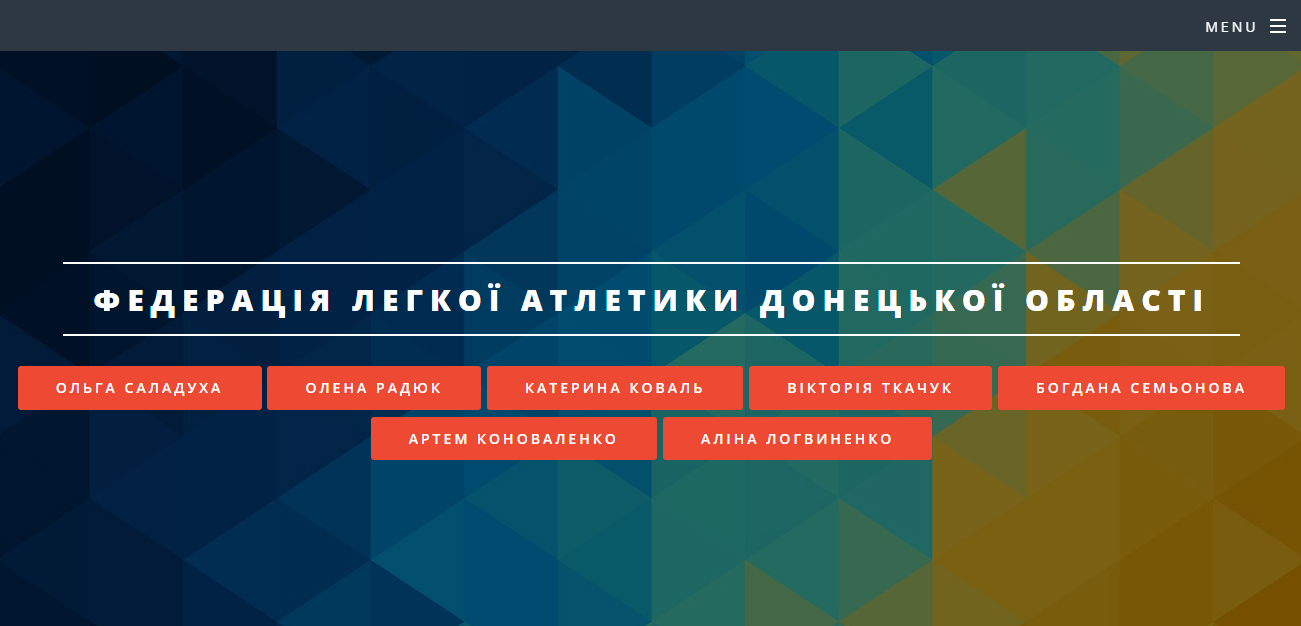 MENU
ФЕДЕРАЦІЯ ЛЕГКОЇ АТЛЕТИКИ ДОНЕЦЬКОЇ ОБЛАСТІ
ОЛЬГА САЛАДУХА ОЛЕНА РАДЮК КАТЕРИНА КОВАЛЬ ВІКТОРІЯ ТКАЧУК БОГДАНА СЕМЬОНОВА
АРТЕМ КОНОВАЛЕНКО АЛІНА ЛОГВИНЕНКО